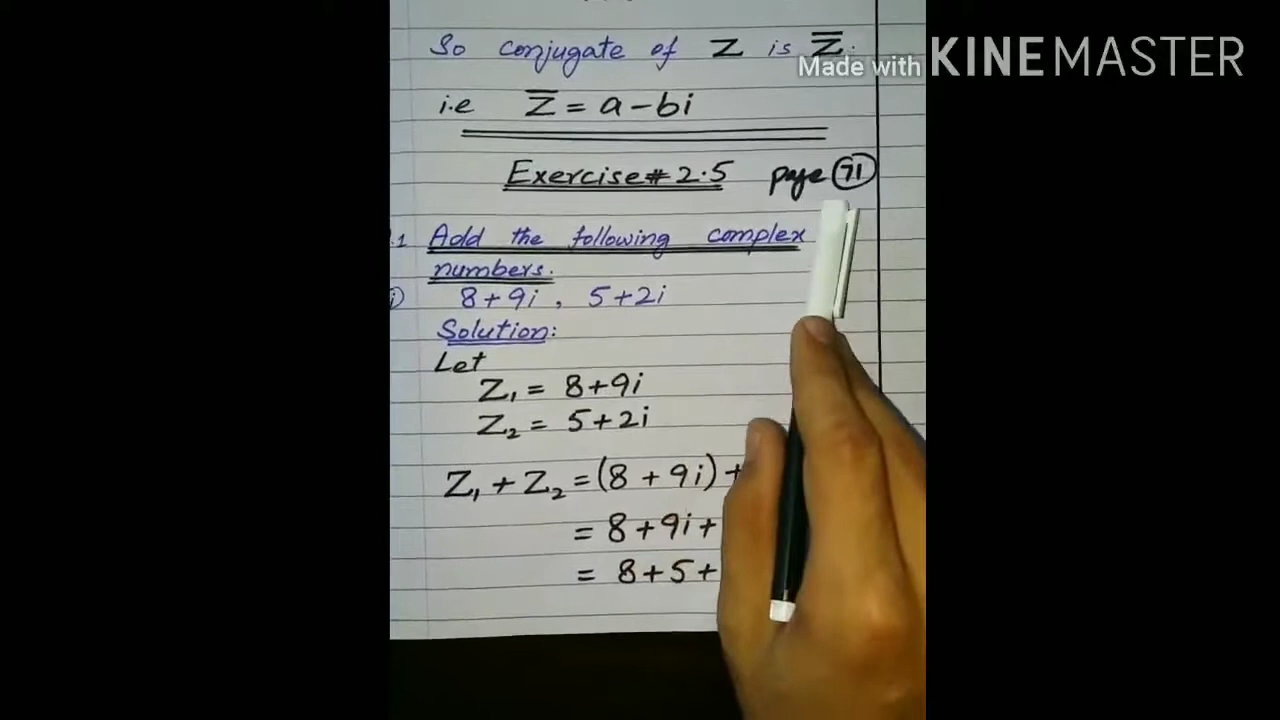 So conjugate of Z is Z̅.
Made with KINEMASTER
i.e Z̅ = a - bi
Exercise# 2.5 page 71
.1 Add the following complex
numbers.
i) 8+9i , 5+2i
Solution:
Let
Z₁ = 8+9i
Z₂ = 5+2i
Z₁ + Z₂ = (8 + 9i) +
= 8+9i+
= 8+5+